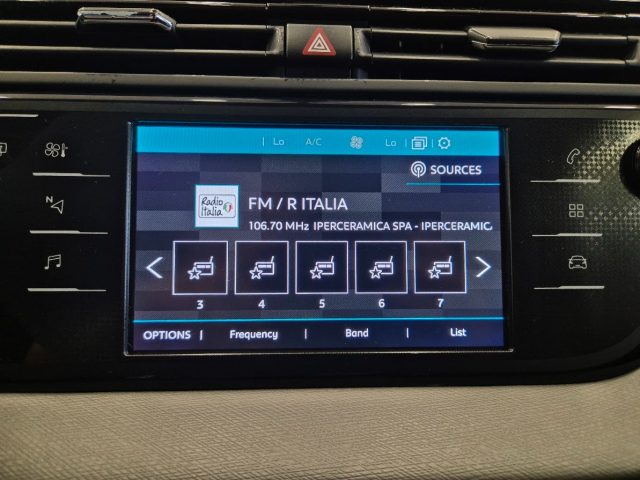 Lo A/C Lo
SOURCES
Radio
Italia
FM / R ITALIA
106.70 MHz IPERCERAMICA SPA - IPERCERAMIC
3 4 5 6 7
OPTIONS | Frequency | Band | List
N